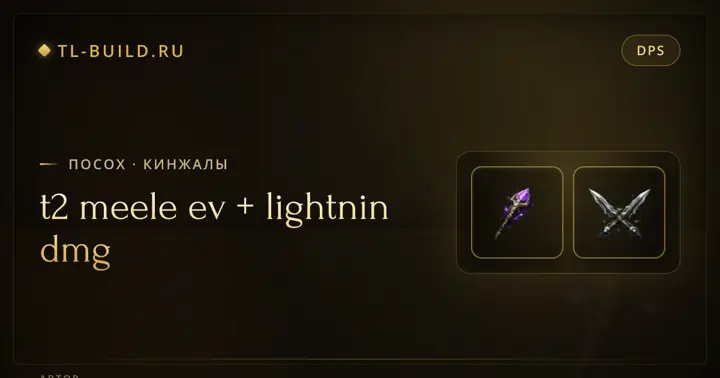 TL-BUILD.RU
DPS
ПОСОХ · КИНЖАЛЫ
t2 meele ev + lightnin
dmg